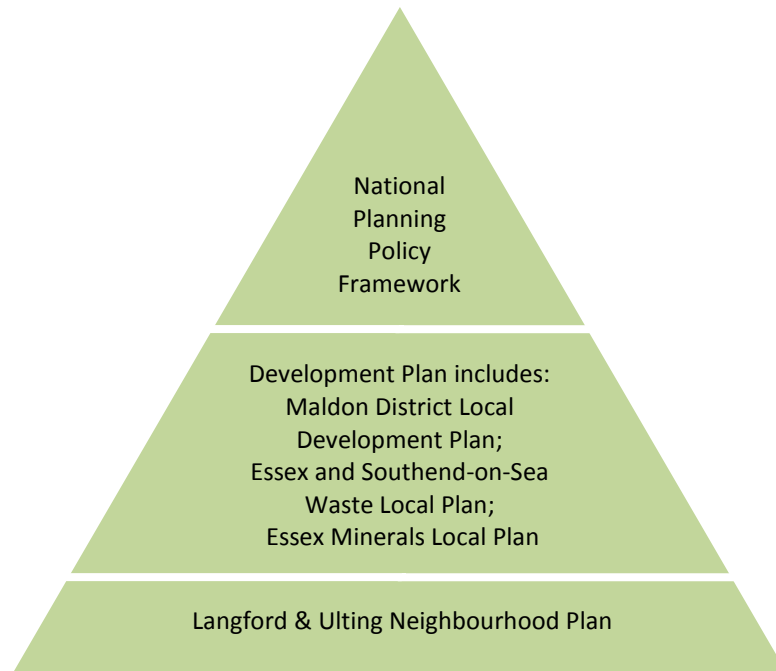 National
Planning
Policy
Framework
Development Plan includes:
Maldon District Local
Development Plan;
Essex and Southend-on-Sea
Waste Local Plan;
Essex Minerals Local Plan
Langford & Ulting Neighbourhood Plan